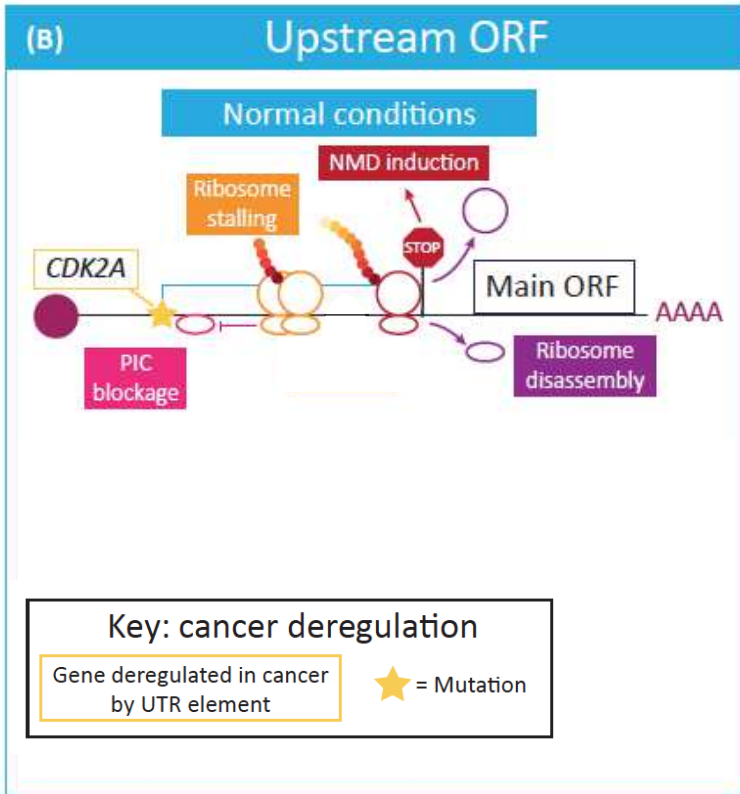 (B) Upstream ORF
Normal conditions
NMD induction
Ribosome
stalling
STOP
CDK2A
Main ORF
AAAA
PIC
blockage
Ribosome
disassembly
Key: cancer deregulation
Gene deregulated in cancer
by UTR element
= Mutation